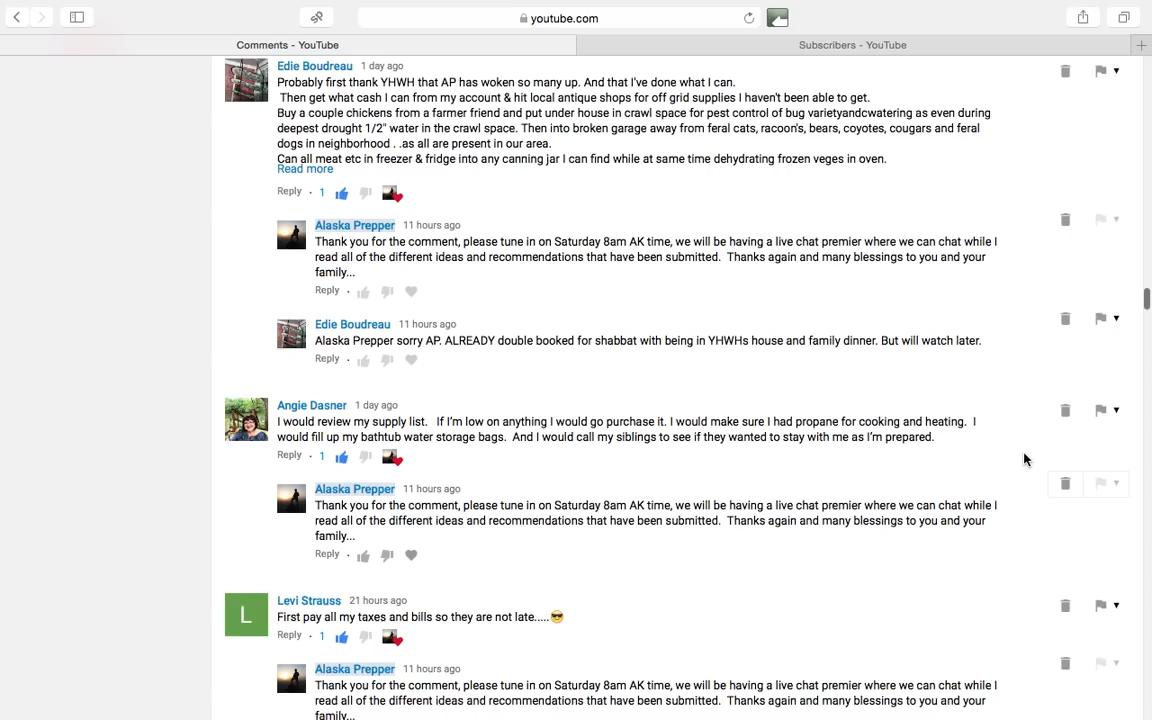 youtube.com
Comments - YouTube
Subscribers - YouTube
Edie Boudreau 1 day ago
Probably first thank YHWH that AP has woken so many up. And that I've done what I can.
Then get what cash I can from my account & hit local antique shops for off grid supplies I haven't been able to get.
Buy a couple chickens from a farmer friend and put under house in crawl space for pest control of bug varietyandcwatering as even during
deepest drought 1/2" water in the crawl space. Then into broken garage away from feral cats, racoon's, bears, coyotes, cougars and feral
dogs in neighborhood . .as all are present in our area.
Can all meat etc in freezer & fridge into any canning jar I can find while at same time dehydrating frozen veges in oven.
Read more
Reply · 1
Alaska Prepper 11 hours ago
Thank you for the comment, please tune in on Saturday 8am AK time, we will be having a live chat premier where we can chat while I
read all of the different ideas and recommendations that have been submitted. Thanks again and many blessings to you and your
family...
Reply ·
Edie Boudreau 11 hours ago
Alaska Prepper sorry AP. ALREADY double booked for shabbat with being in YHWHs house and family dinner. But will watch later.
Reply ·
Angie Dasner 1 day ago
I would review my supply list. If I'm low on anything I would go purchase it. I would make sure I had propane for cooking and heating. I
would fill up my bathtub water storage bags. And I would call my siblings to see if they wanted to stay with me as I'm prepared.
Reply · 1
Alaska Prepper 11 hours ago
Thank you for the comment, please tune in on Saturday 8am AK time, we will be having a live chat premier where we can chat while I
read all of the different ideas and recommendations that have been submitted. Thanks again and many blessings to you and your
family...
Reply ·
L
Levi Strauss 21 hours ago
First pay all my taxes and bills so they are not late.....😎
Reply · 1
Alaska Prepper 11 hours ago
Thank you for the comment, please tune in on Saturday 8am AK time, we will be having a live chat premier where we can chat while I
read all of the different ideas and recommendations that have been submitted. Thanks again and many blessings to you and your
family...